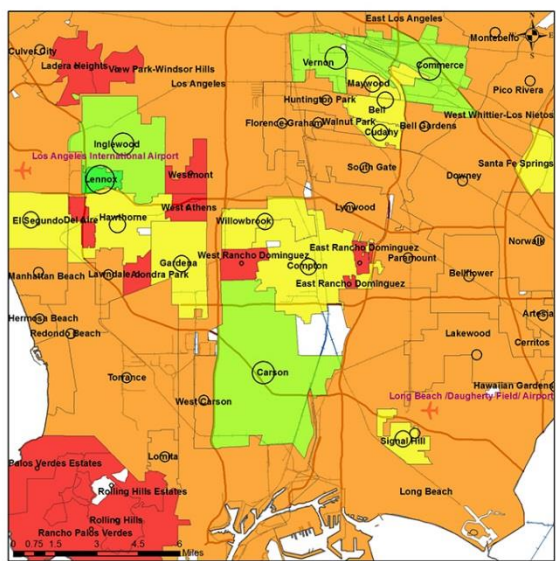 East Los Angeles
Montebello
N
E
S
Culver City
Ladera Heights
View Park-Windsor Hills
Vernon
Commerce
Los Angeles
Maywood
Pico Rivera
Huntington Park
Bell
West Whittier-Los Nietos
Florence-Graham
Walnut Park
Bell Gardens
Cudahy
Inglewood
Los Angeles International Airport
Santa Fe Springs
Westmont
South Gate
Downey
Lennox
West Athens
Lynwood
El Segundo
Del Aire
Hawthorne
Willowbrook
Norwalk
East Rancho Dominguez
West Rancho Dominguez
Paramount
Gardena
Compton
Manhattan Beach
Lawndale
Alondra Park
Bellflower
East Rancho Dominguez
Hermosa Beach
Artesia
Redondo Beach
Lakewood
Cerritos
Torrance
Carson
Hawaiian Gardens
Long Beach /Daugherty Field/ Airport
West Carson
Signal Hill
Lomita
Palos Verdes Estates
Rolling Hills Estates
Long Beach
Rolling Hills
Rancho Palos Verdes
0 0.75 1.5 3 4.5 6
Miles